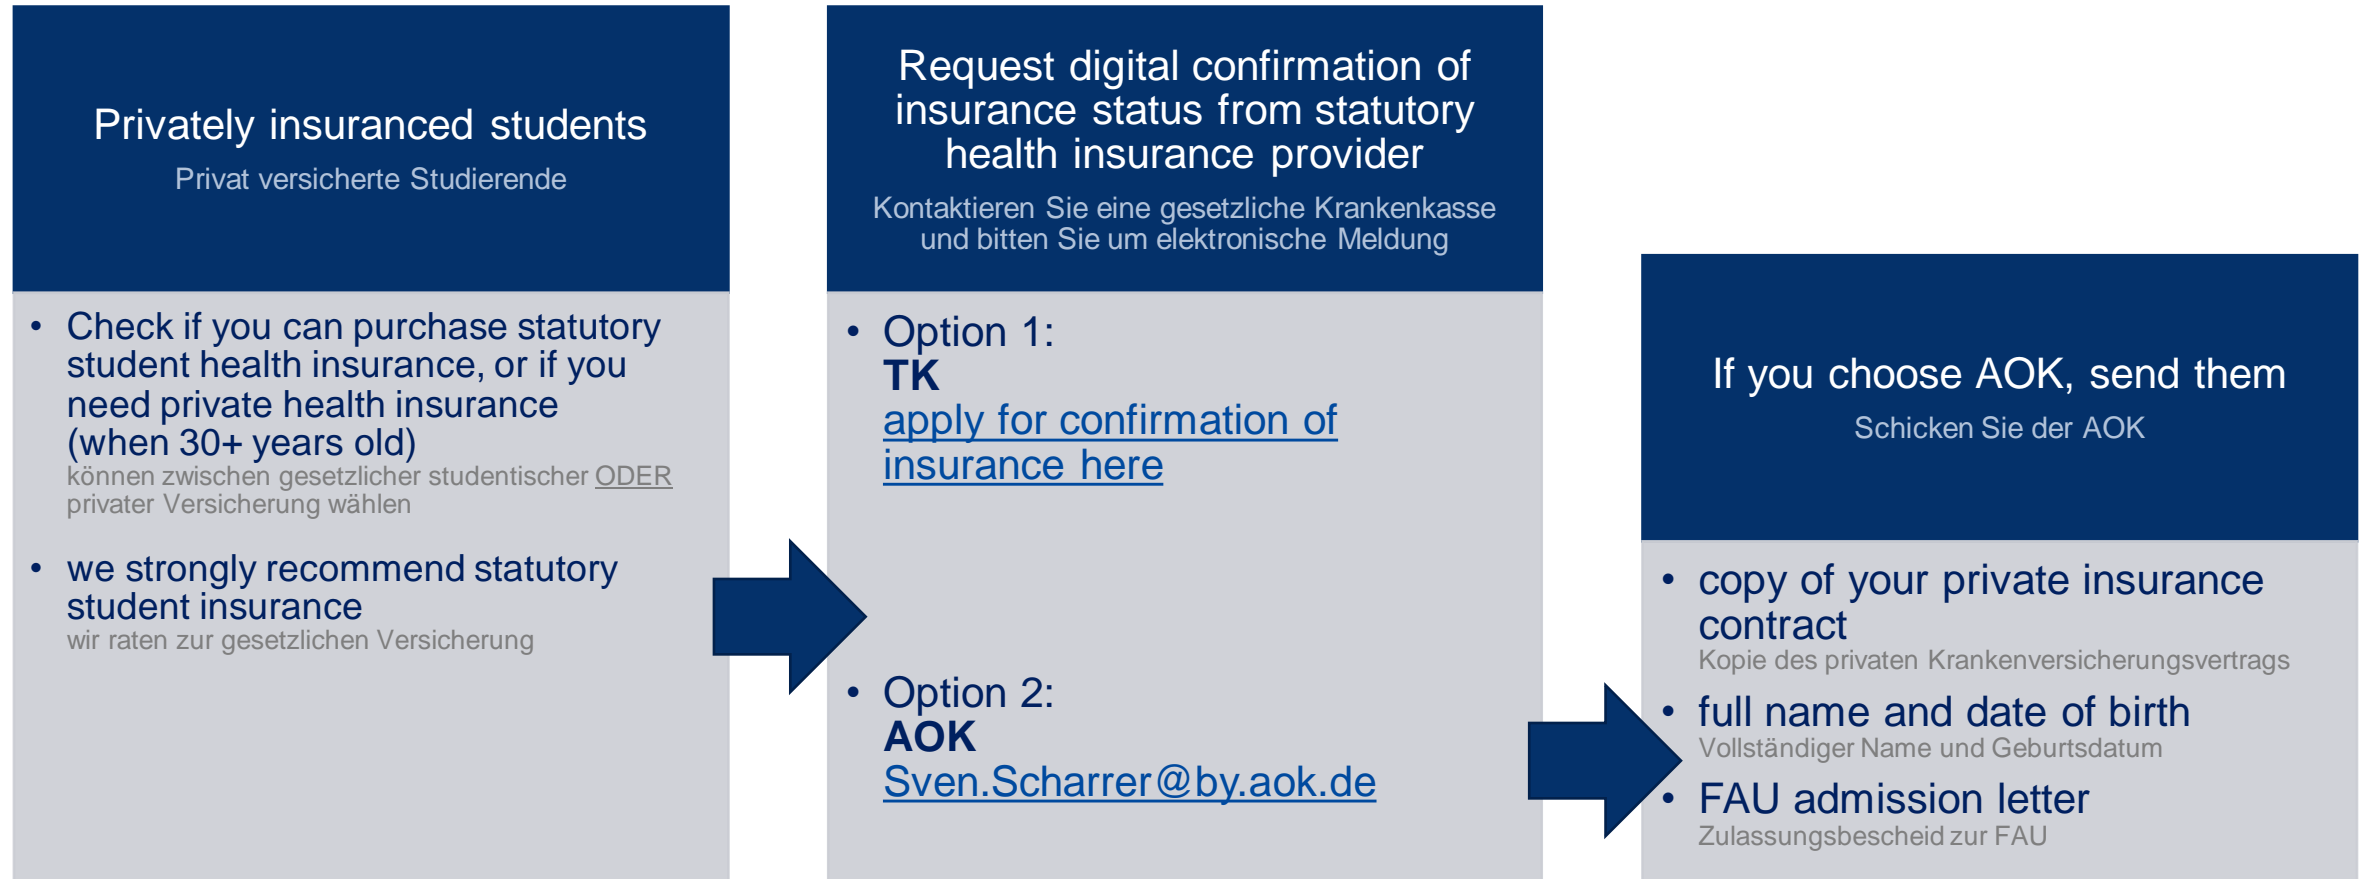 Privately insuranced students
Privat versicherte Studierende
• Check if you can purchase statutory
student health insurance, or if you
need private health insurance
(when 30+ years old)
können zwischen gesetzlicher studentischer ODER
privater Versicherung wählen
• we strongly recommend statutory
student insurance
wir raten zur gesetzlichen Versicherung
Request digital confirmation of
insurance status from statutory
health insurance provider
Kontaktieren Sie eine gesetzliche Krankenkasse
und bitten Sie um elektronische Meldung
• Option 1:
TK
apply for confirmation of
insurance here
• Option 2:
AOK
Sven.Scharrer@by.aok.de
If you choose AOK, send them
Schicken Sie der AOK
• copy of your private insurance
contract
Kopie des privaten Krankenversicherungsvertrags
• full name and date of birth
Vollständiger Name und Geburtsdatum
• FAU admission letter
Zulassungsbescheid zur FAU